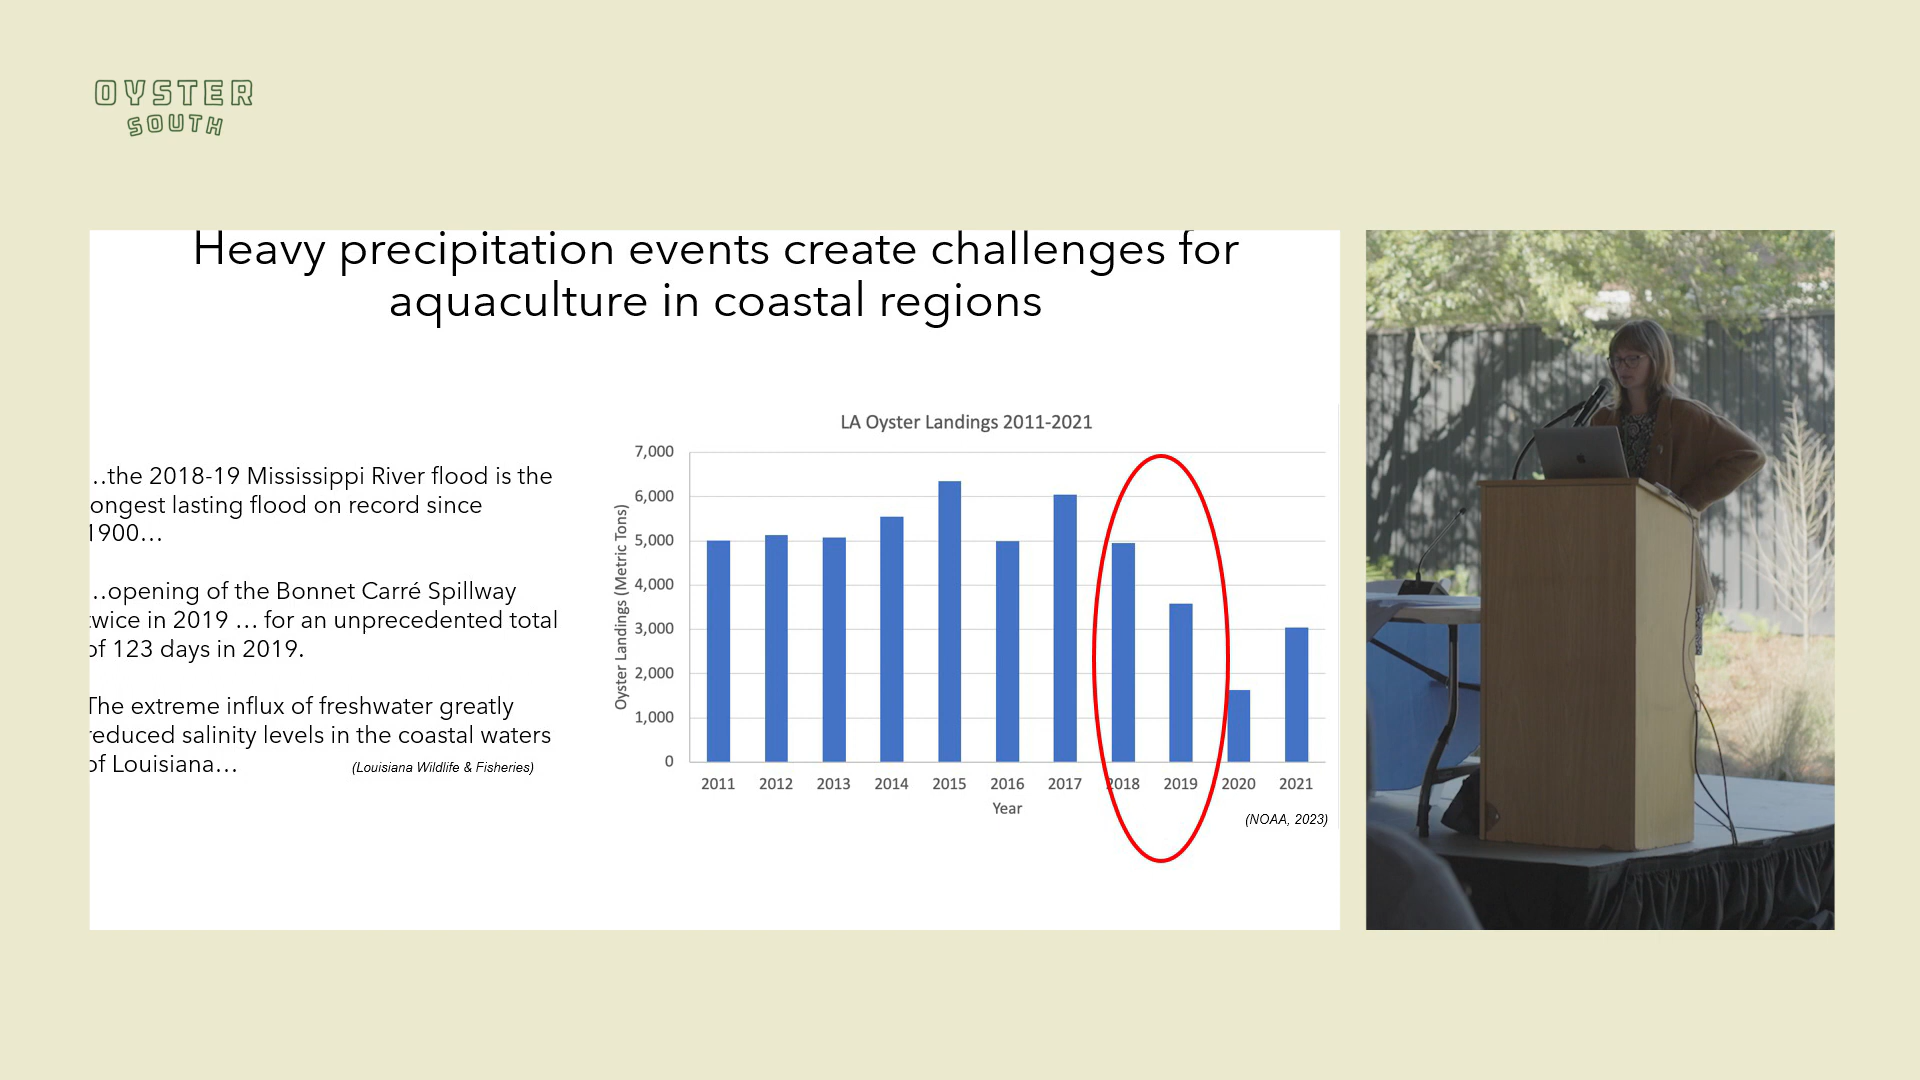 OYSTER
SOUTH
Heavy precipitation events create challenges for
aquaculture in coastal regions
..the 2018-19 Mississippi River flood is the
ongest lasting flood on record since
1900…
..opening of the Bonnet Carré Spillway
wice in 2019 … for an unprecedented total
of 123 days in 2019.
The extreme influx of freshwater greatly
reduced salinity levels in the coastal waters
of Louisiana…
(Louisiana Wildlife & Fisheries)
LA Oyster Landings 2011-2021
Oyster Landings (Metric Tons)
7,000
6,000
5,000
4,000
3,000
2,000
1,000
0
2011 2012 2013 2014 2015 2016 2017 2018 2019 2020 2021
Year
(NOAA, 2023)